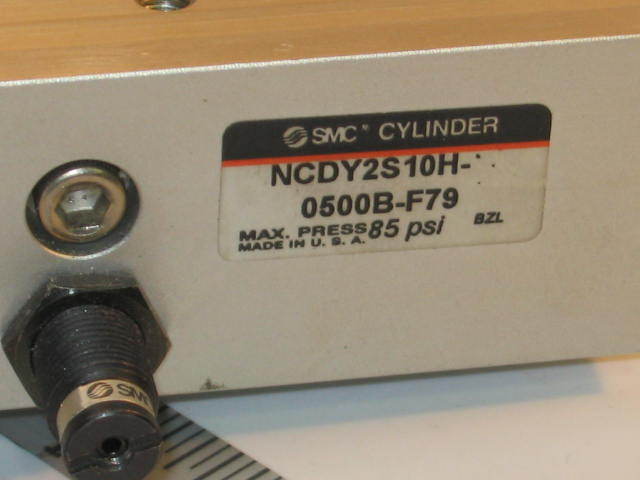 SMC® CYLINDER
NCDY2S10H-
0500B-F79
MAX. PRESS 85 psi BZL
MADE IN U. S. A.
SMC